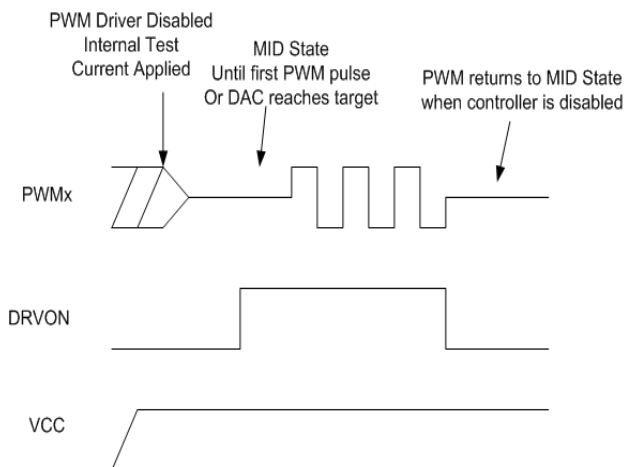 PWM Driver Disabled
Internal Test
Current Applied
MID State
Until first PWM pulse
Or DAC reaches target
PWM returns to MID State
when controller is disabled
PWMx
DRVON
VCC